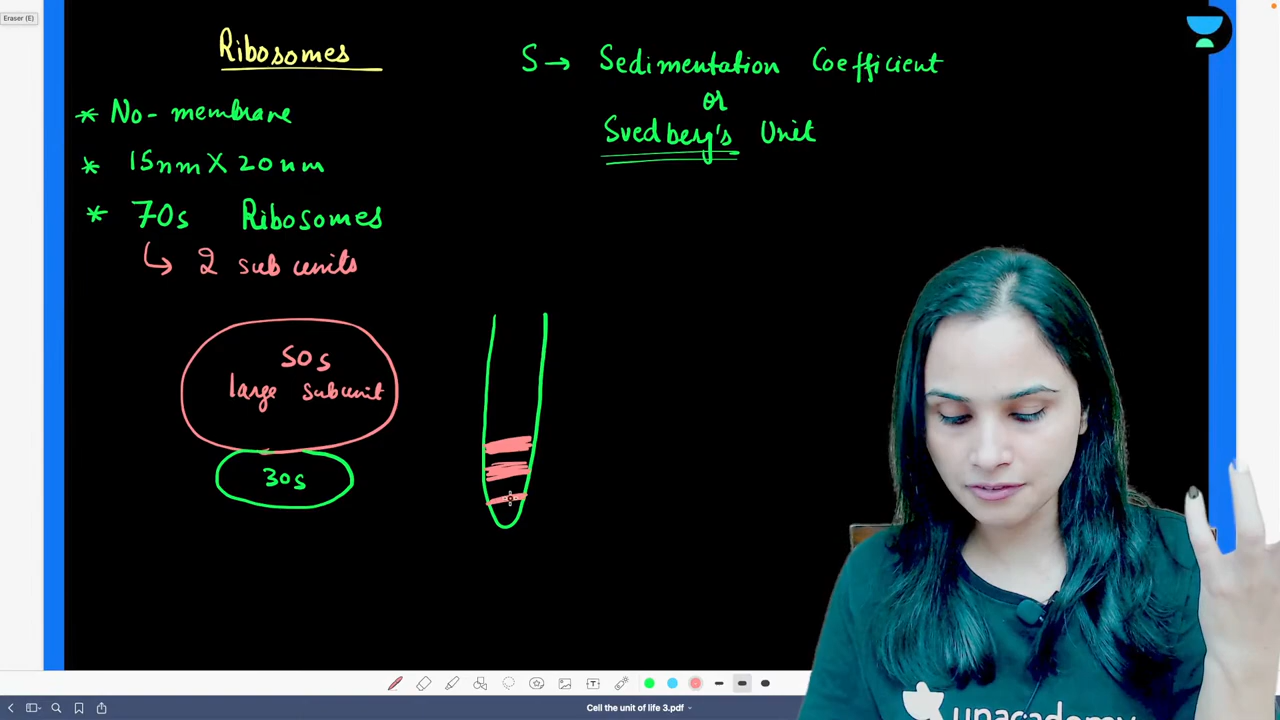 Eraser (E)
Ribosomes
* No-membrane
* 15nm X 20nm
* 70s Ribosomes
↳ 2 sub units
50s
large subunit
30s
S → Sedimentation Coefficient
or
Svedberg's Unit
unacademy
Cell the unit of life 3.pdf